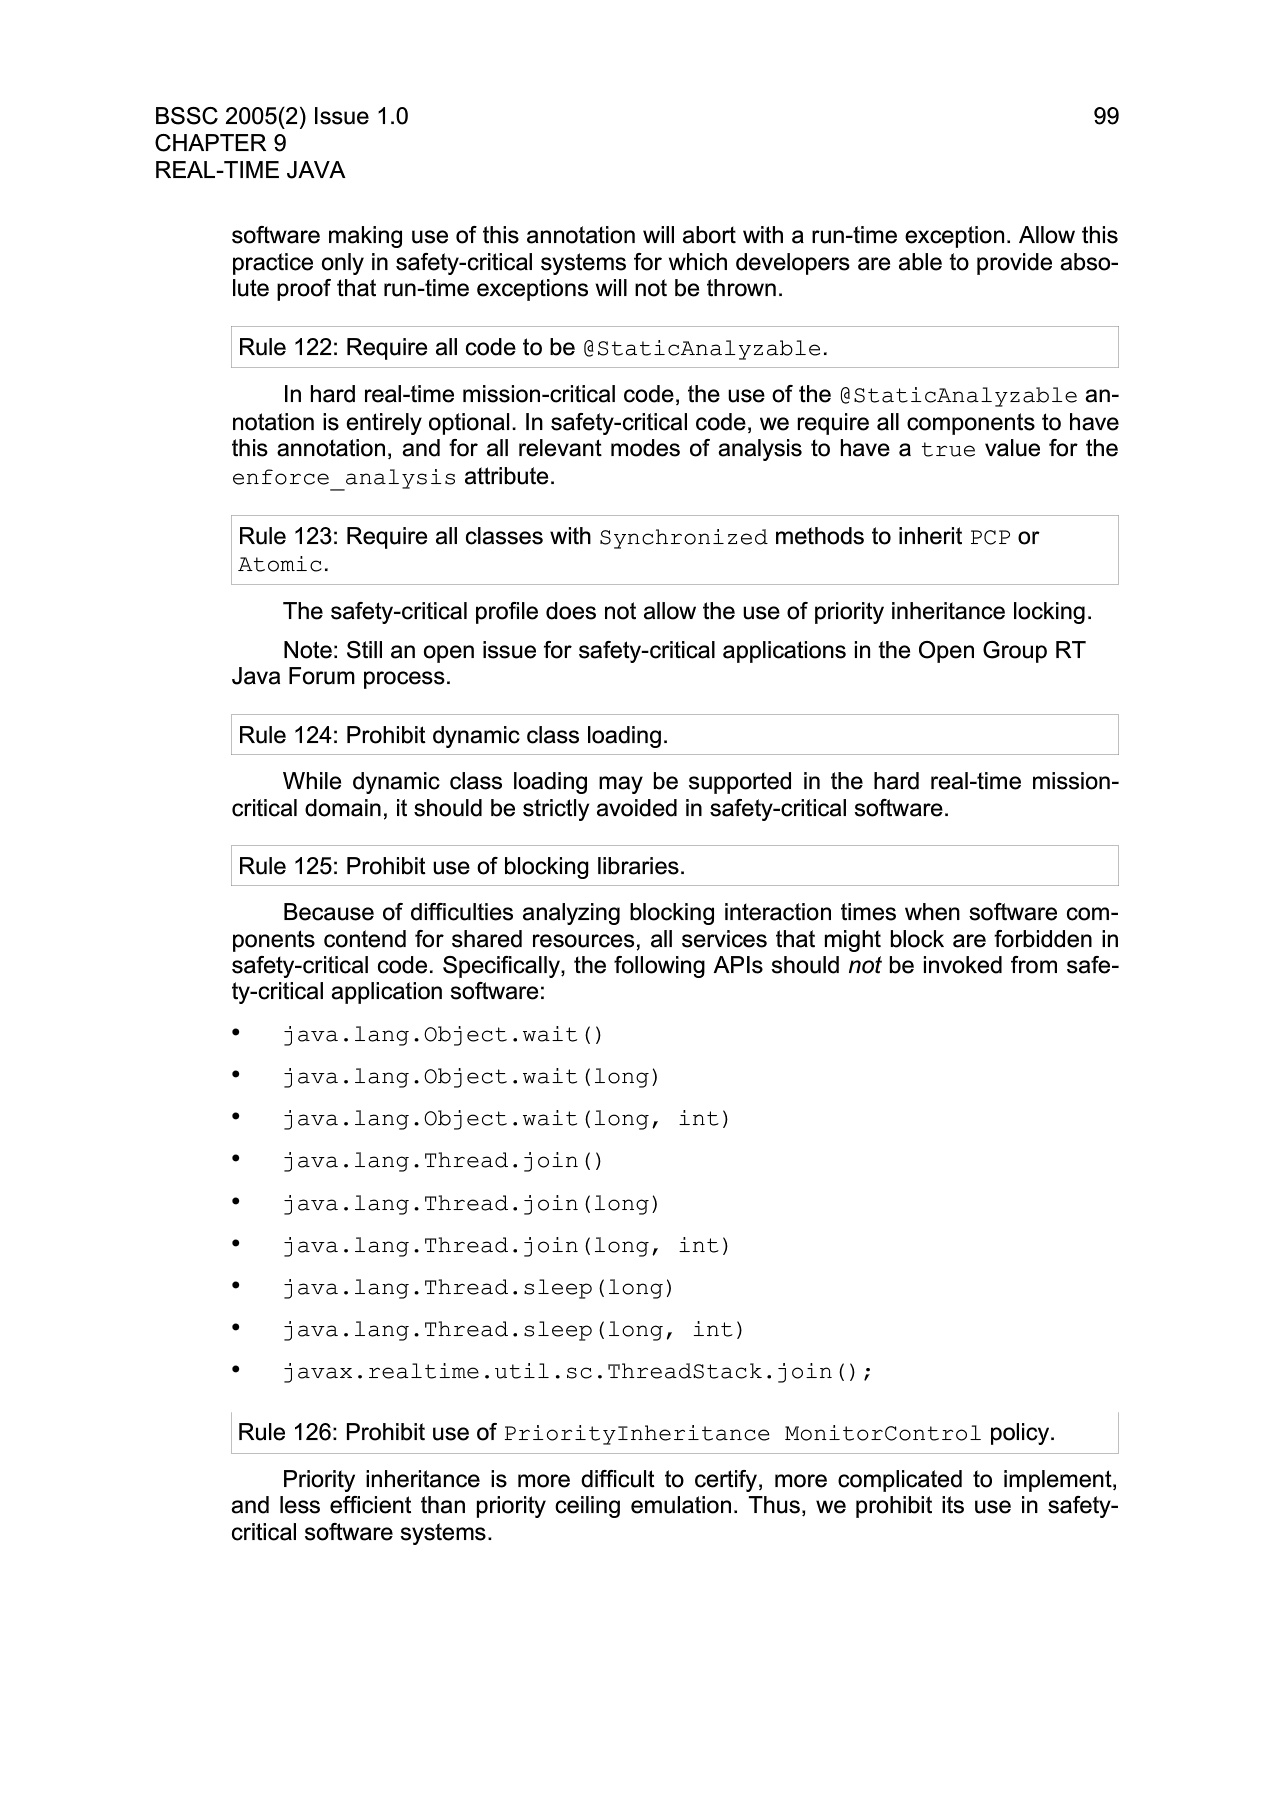 BSSC 2005(2) Issue 1.0 99
CHAPTER 9
REAL-TIME JAVA
software making use of this annotation will abort with a run-time exception. Allow this
practice only in safety-critical systems for which developers are able to provide abso-
lute proof that run-time exceptions will not be thrown.
Rule 122: Require all code to be @StaticAnalyzable.
In hard real-time mission-critical code, the use of the @StaticAnalyzable an-
notation is entirely optional. In safety-critical code, we require all components to have
this annotation, and for all relevant modes of analysis to have a true value for the
enforce_analysis attribute.
Rule 123: Require all classes with Synchronized methods to inherit PCP or
Atomic.
The safety-critical profile does not allow the use of priority inheritance locking.
Note: Still an open issue for safety-critical applications in the Open Group RT
Java Forum process.
Rule 124: Prohibit dynamic class loading.
While dynamic class loading may be supported in the hard real-time mission-
critical domain, it should be strictly avoided in safety-critical software.
Rule 125: Prohibit use of blocking libraries.
Because of difficulties analyzing blocking interaction times when software com-
ponents contend for shared resources, all services that might block are forbidden in
safety-critical code. Specifically, the following APIs should not be invoked from safe-
ty-critical application software:
• java.lang.Object.wait()
• java.lang.Object.wait(long)
• java.lang.Object.wait(long, int)
• java.lang.Thread.join()
• java.lang.Thread.join(long)
• java.lang.Thread.join(long, int)
• java.lang.Thread.sleep(long)
• java.lang.Thread.sleep(long, int)
• javax.realtime.util.sc.ThreadStack.join();
Rule 126: Prohibit use of PriorityInheritance MonitorControl policy.
Priority inheritance is more difficult to certify, more complicated to implement,
and less efficient than priority ceiling emulation. Thus, we prohibit its use in safety-
critical software systems.